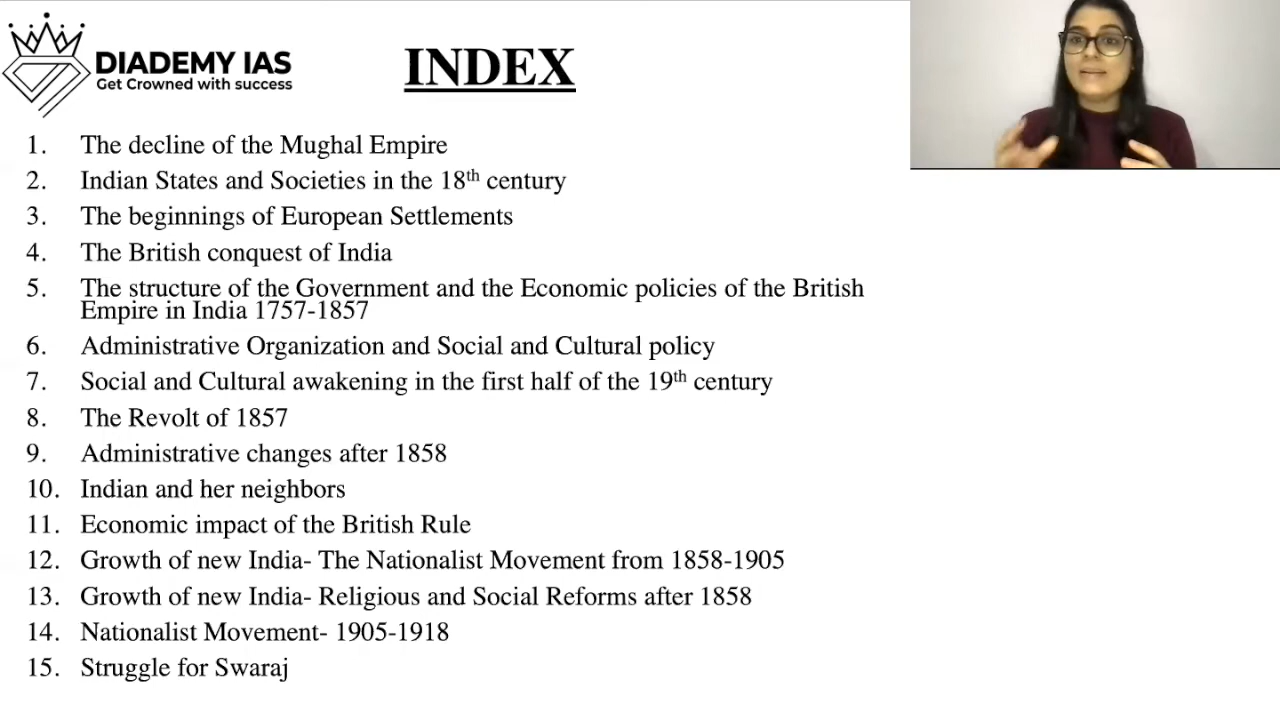 DIADEMY IAS
Get Crowned with success
INDEX
1. The decline of the Mughal Empire
2. Indian States and Societies in the 18th century
3. The beginnings of European Settlements
4. The British conquest of India
5. The structure of the Government and the Economic policies of the British
Empire in India 1757-1857
6. Administrative Organization and Social and Cultural policy
7. Social and Cultural awakening in the first half of the 19th century
8. The Revolt of 1857
9. Administrative changes after 1858
10. Indian and her neighbors
11. Economic impact of the British Rule
12. Growth of new India- The Nationalist Movement from 1858-1905
13. Growth of new India- Religious and Social Reforms after 1858
14. Nationalist Movement- 1905-1918
15. Struggle for Swaraj